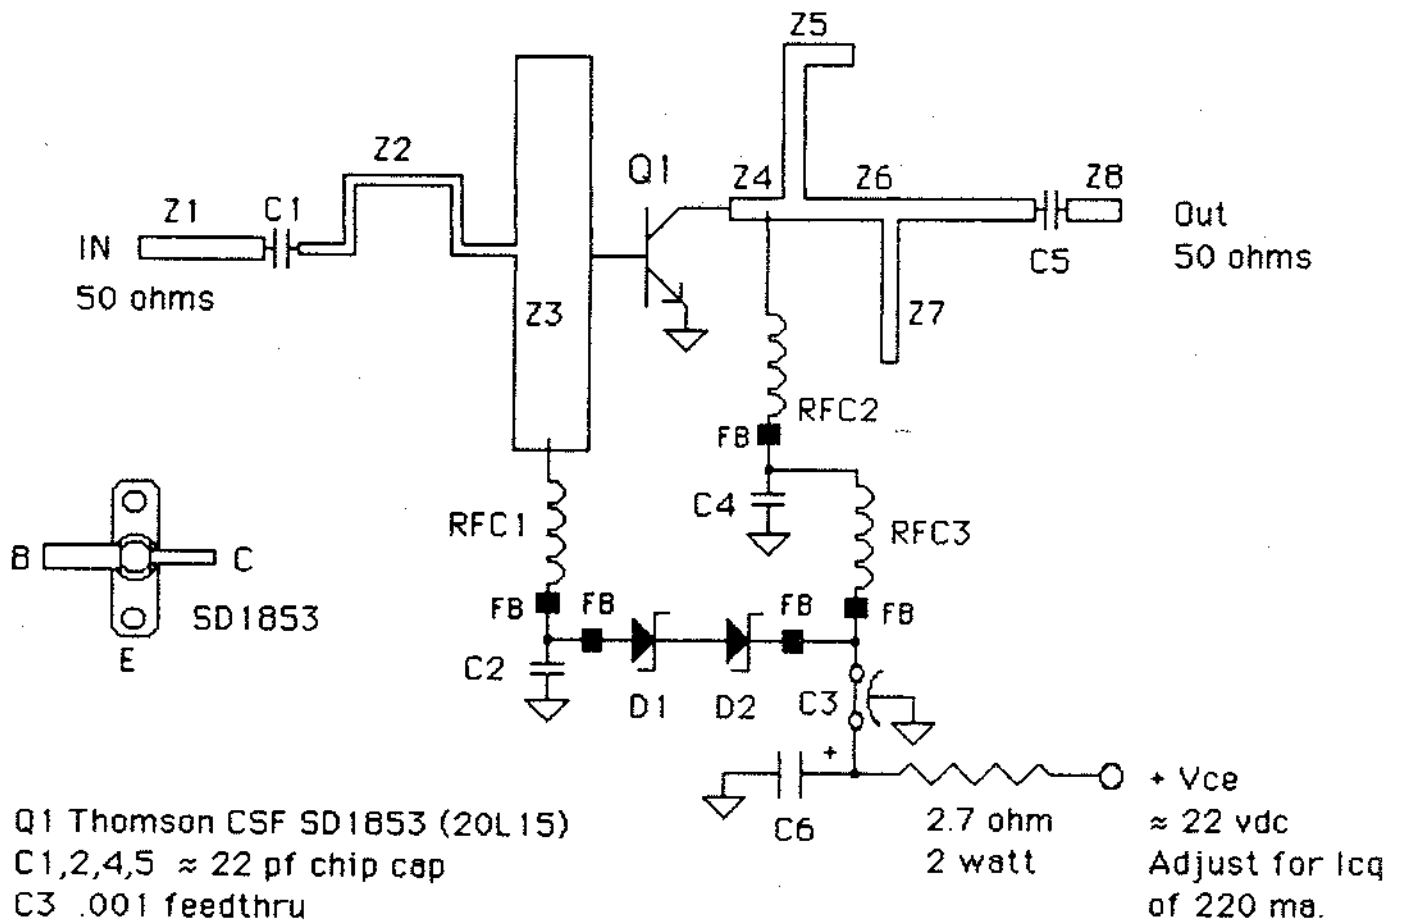 Z5
Z2
Q1
Z4
Z6
Z8
Z1
C1
IN
50 ohms
Out
50 ohms
C5
Z3
Z7
RFC2
FB
C4
RFC1
RFC3
B
C
SD1853
E
FB
FB
FB
FB
C2
D1
D2
C3
+
+ Vce
C6
2.7 ohm
2 watt
≈ 22 vdc
Adjust for Icq
of 220 ma.
Q1 Thomson CSF SD1853 (20L15)
C1,2,4,5 ≈ 22 pf chip cap
C3 .001 feedthru